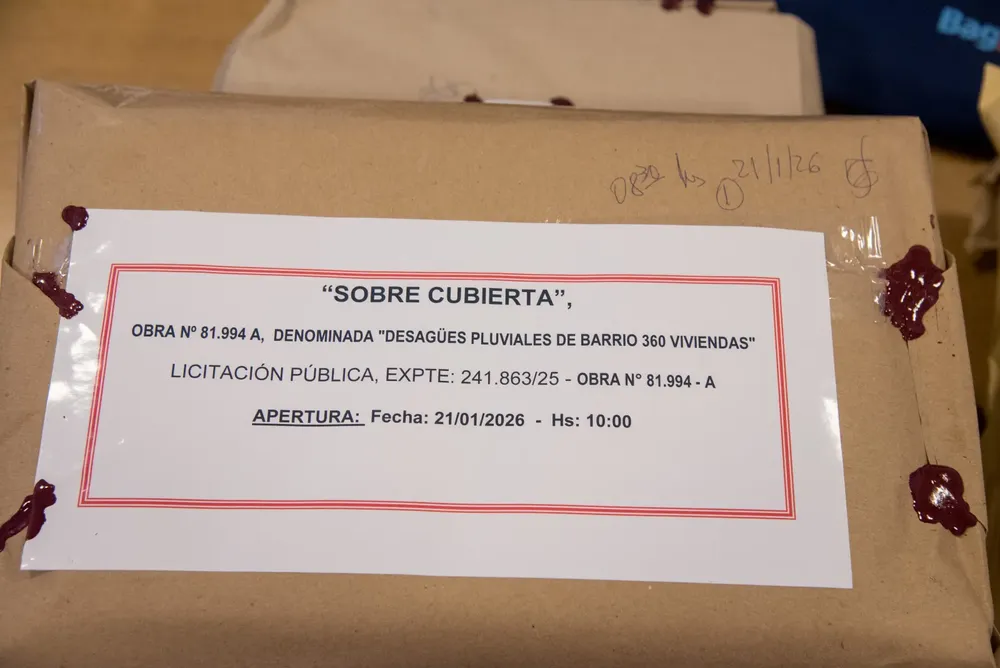 Bag
08³⁰ hs ① 21/1/26
“SOBRE CUBIERTA”,
OBRA Nº 81.994 A, DENOMINADA "DESAGÜES PLUVIALES DE BARRIO 360 VIVIENDAS"
LICITACIÓN PÚBLICA, EXPTE: 241.863/25 - OBRA N° 81.994 - A
APERTURA: Fecha: 21/01/2026 - Hs: 10:00